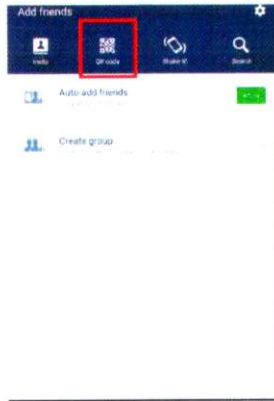 Add friends
Invite
QR code
Shake it!
Search
Auto add friends
Create group